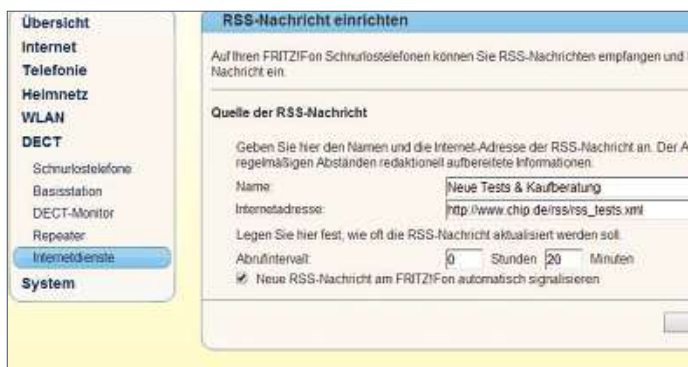 Übersicht
Internet
Telefonie
Heimnetz
WLAN
DECT
Schnurlostelefone
Basisstation
DECT-Monitor
Repeater
Internetdienste
System
RSS-Nachricht einrichten
Auf Ihren FRITZ!Fon Schnurlostelefonen können Sie RSS-Nachrichten empfangen und
Nachricht ein.
Quelle der RSS-Nachricht
Geben Sie hier den Namen und die Internet-Adresse der RSS-Nachricht an. Der A
regelmäßigen Abständen redaktionell aufbereitete Informationen.
Name: Neue Tests & Kaufberatung
Internetadresse: http://www.chip.de/rss/rss_tests.xml
Legen Sie hier fest, wie oft die RSS-Nachricht aktualisiert werden soll.
Abrufintervall: 0 Stunden 20 Minuten
Neue RSS-Nachricht am FRITZ!Fon automatisch signalisieren